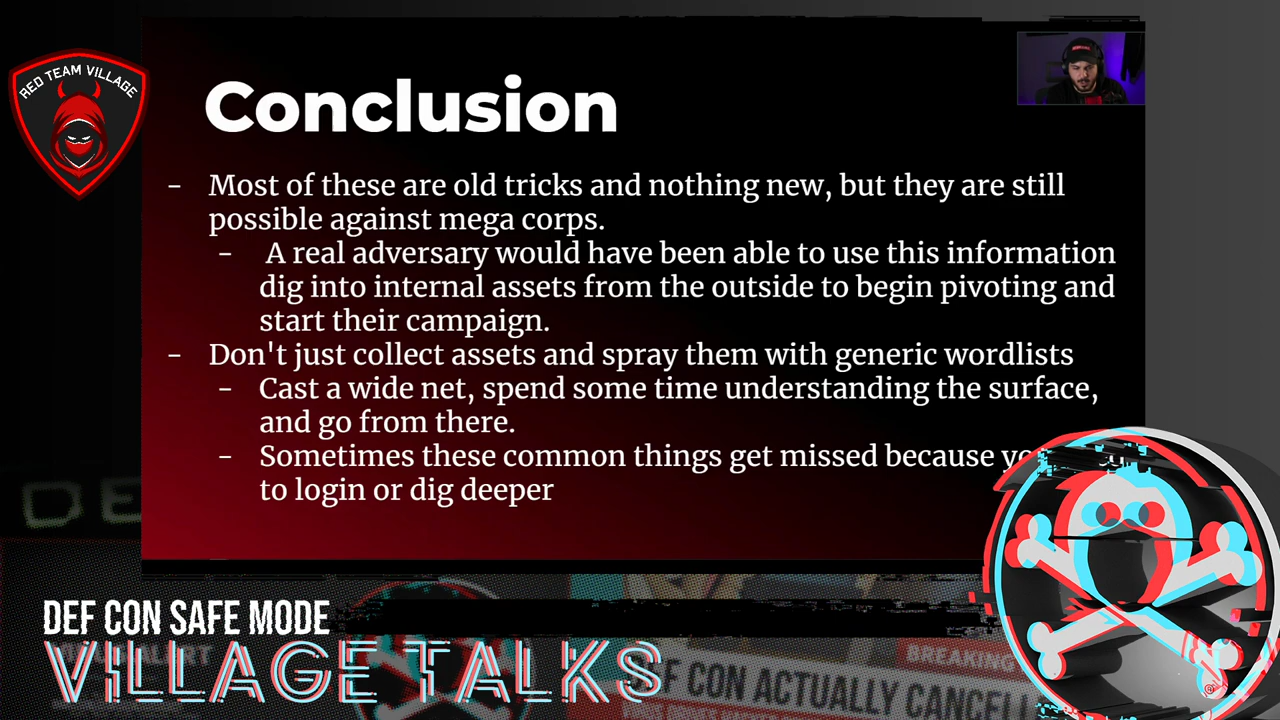 RED TEAM VILLAGE
Conclusion
- Most of these are old tricks and nothing new, but they are still
possible against mega corps.
- A real adversary would have been able to use this information
dig into internal assets from the outside to begin pivoting and
start their campaign.
- Don't just collect assets and spray them with generic wordlists
- Cast a wide net, spend some time understanding the surface,
and go from there.
- Sometimes these common things get missed because
to login or dig deeper
DEF CON SAFE MODE
VILLAGE TALKS
BREAKING
DEF CON ACTUALLY